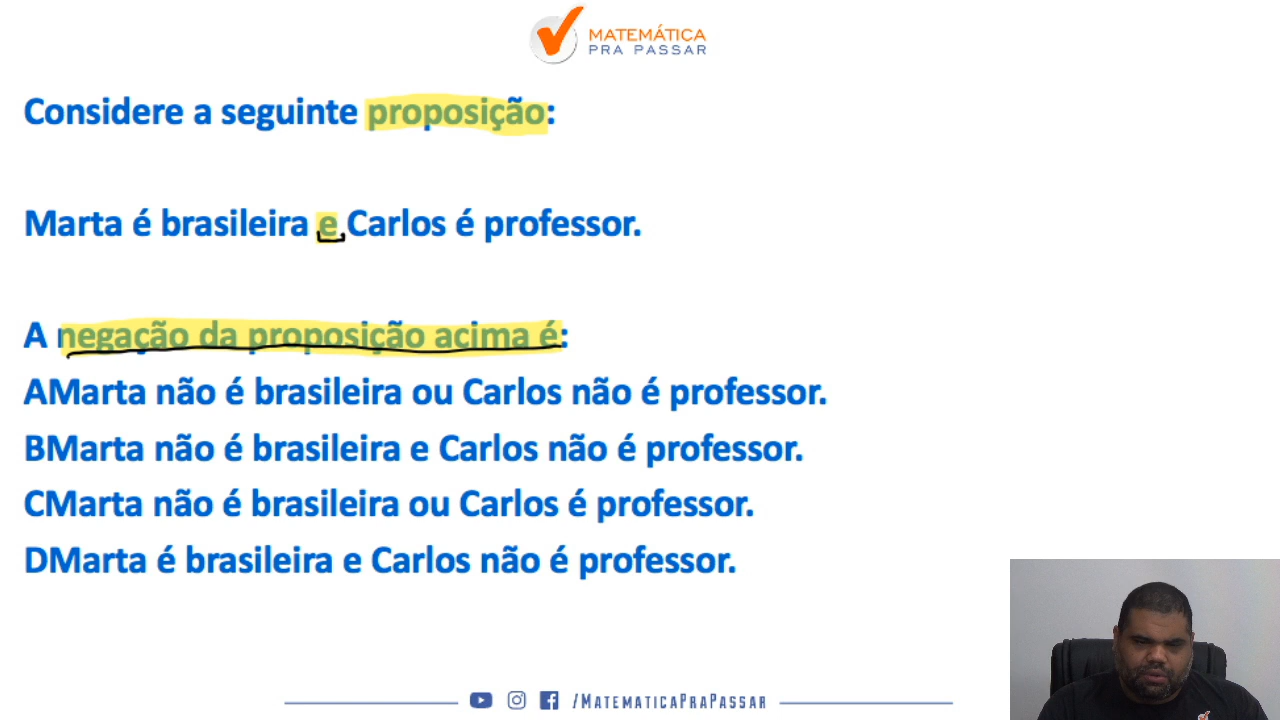 MATEMÁTICA
PRA PASSAR
Considere a seguinte proposição:
Marta é brasileira e Carlos é professor.
A negação da proposição acima é:
AMarta não é brasileira ou Carlos não é professor.
BMarta não é brasileira e Carlos não é professor.
CMarta não é brasileira ou Carlos é professor.
DMarta é brasileira e Carlos não é professor.
/MATEMATICAPRAPASSAR